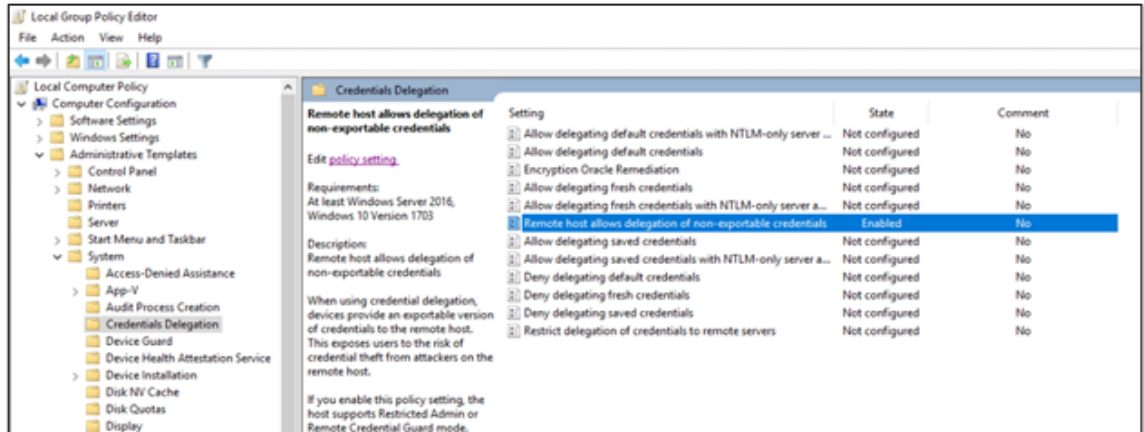 Local Group Policy Editor
File Action View Help
Local Computer Policy
Computer Configuration
Software Settings
Windows Settings
Administrative Templates
Control Panel
Network
Printers
Server
Start Menu and Taskbar
System
Access-Denied Assistance
App-V
Audit Process Creation
Credentials Delegation
Device Guard
Device Health Attestation Service
Device Installation
Disk NV Cache
Disk Quotas
Display
Credentials Delegation
Remote host allows delegation of
non-exportable credentials
Edit policy setting
Requirements:
At least Windows Server 2016,
Windows 10 Version 1703
Description:
Remote host allows delegation of
non-exportable credentials
When using credential delegation,
devices provide an exportable version
of credentials to the remote host.
This exposes users to the risk of
credential theft from attackers on the
remote host.
If you enable this policy setting, the
host supports Restricted Admin or
Remote Credential Guard mode.
Setting State Comment
Allow delegating default credentials with NTLM-only server ... Not configured No
Allow delegating default credentials Not configured No
Encryption Oracle Remediation Not configured No
Allow delegating fresh credentials Not configured No
Allow delegating fresh credentials with NTLM-only server a... Not configured No
Remote host allows delegation of non-exportable credentials Enabled No
Allow delegating saved credentials Not configured No
Allow delegating saved credentials with NTLM-only server a... Not configured No
Deny delegating default credentials Not configured No
Deny delegating fresh credentials Not configured No
Deny delegating saved credentials Not configured No
Restrict delegation of credentials to remote servers Not configured No